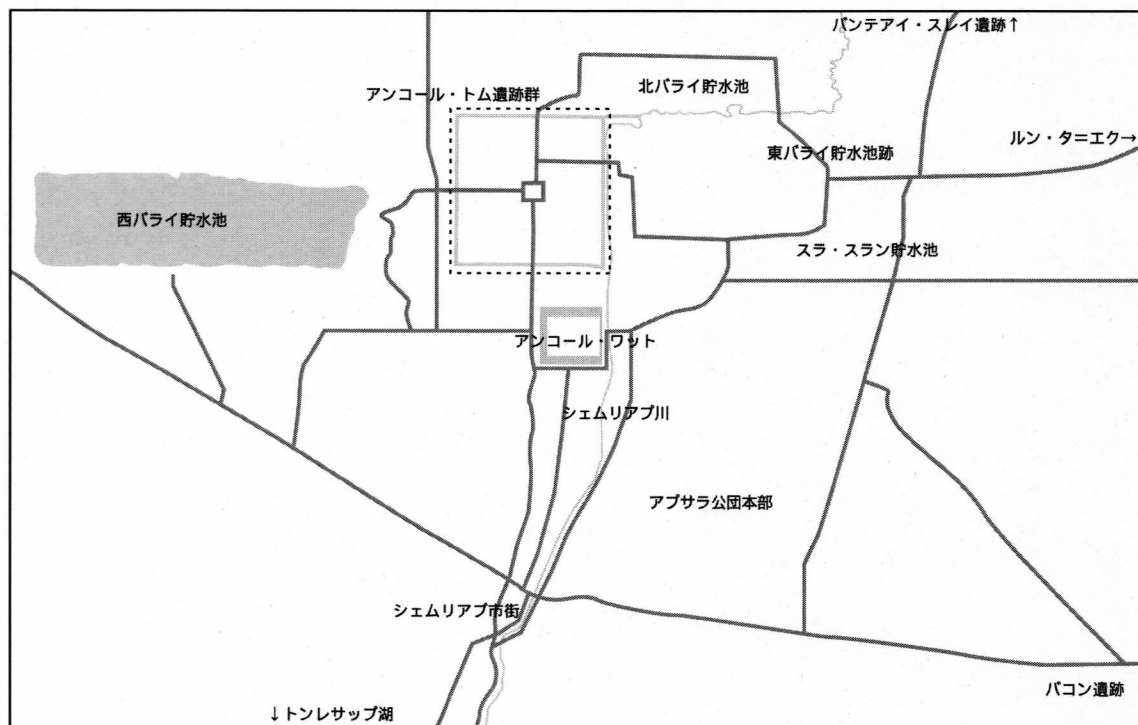 バンテアイ・スレイ遺跡↑
北バライ貯水池
アンコール・トム遺跡群
ルン・タ＝エク→
東バライ貯水池跡
西バライ貯水池
スラ・スラン貯水池
アンコール・ワット
シェムリアプ川
アプサラ公団本部
シェムリアプ市街
バコン遺跡
↓トンレサップ湖